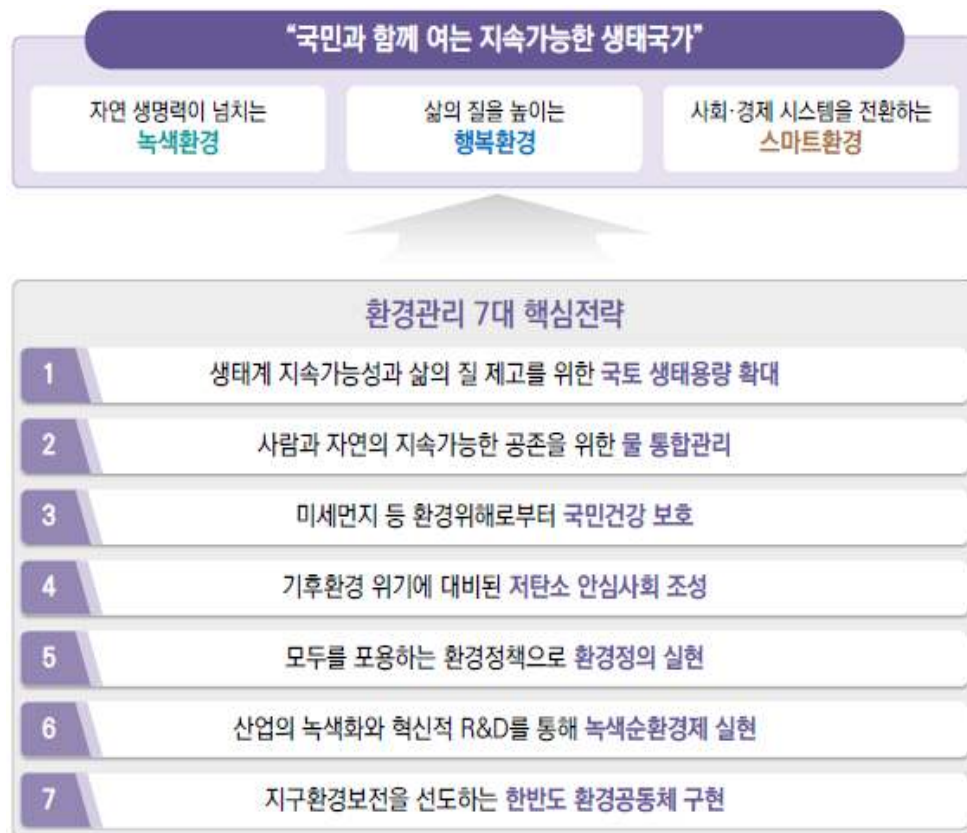 “국민과 함께 여는 지속가능한 생태국가”
자연 생명력이 넘치는
녹색환경
삶의 질을 높이는
행복환경
사회·경제 시스템을 전환하는
스마트환경
환경관리 7대 핵심전략
1 생태계 지속가능성과 삶의 질 제고를 위한 국토 생태용량 확대
2 사람과 자연의 지속가능한 공존을 위한 물 통합관리
3 미세먼지 등 환경위해로부터 국민건강 보호
4 기후환경 위기에 대비된 저탄소 안심사회 조성
5 모두를 포용하는 환경정책으로 환경정의 실현
6 산업의 녹색화와 혁신적 R&D를 통해 녹색순환경제 실현
7 지구환경보전을 선도하는 한반도 환경공동체 구현